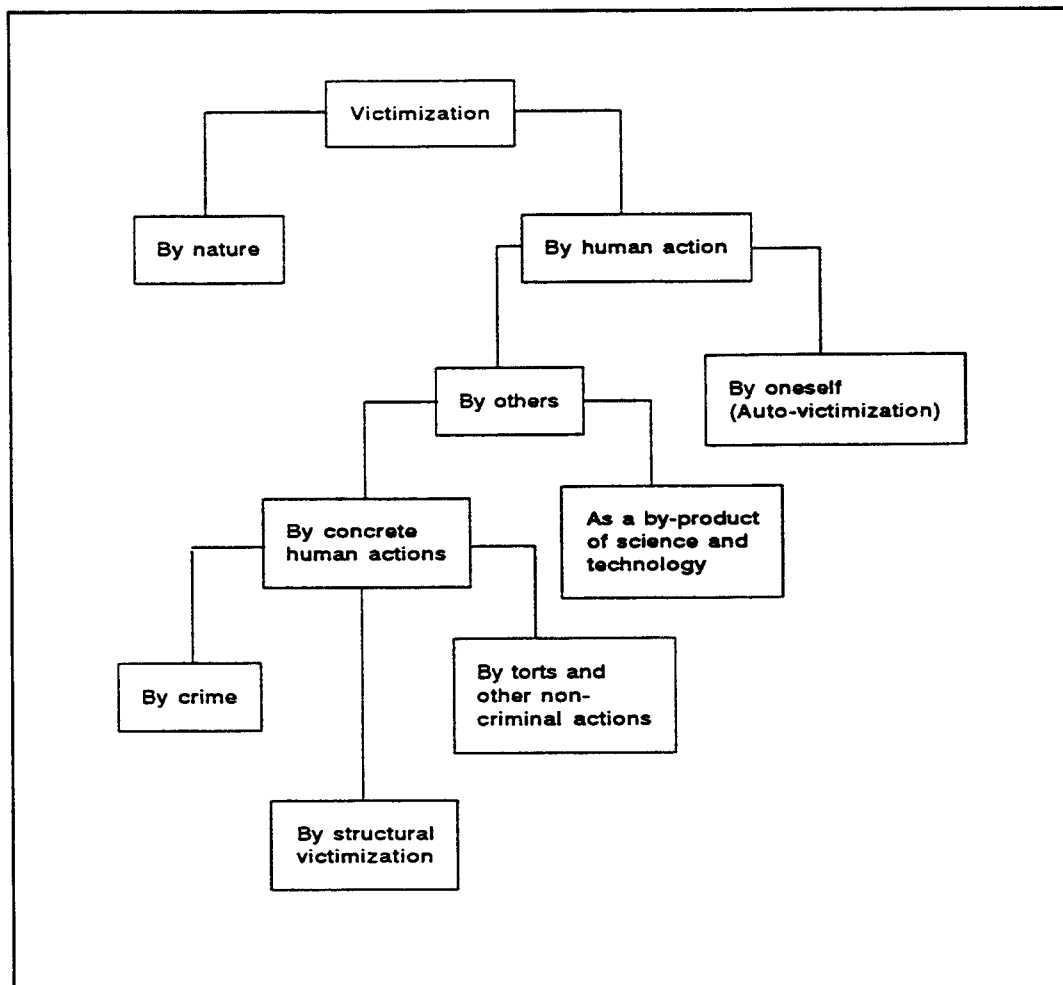 Victimization
By nature
By human action
By others
By oneself
(Auto-victimization)
By concrete
human actions
As a by-product
of science and
technology
By crime
By torts and
other non-
criminal actions
By structural
victimization